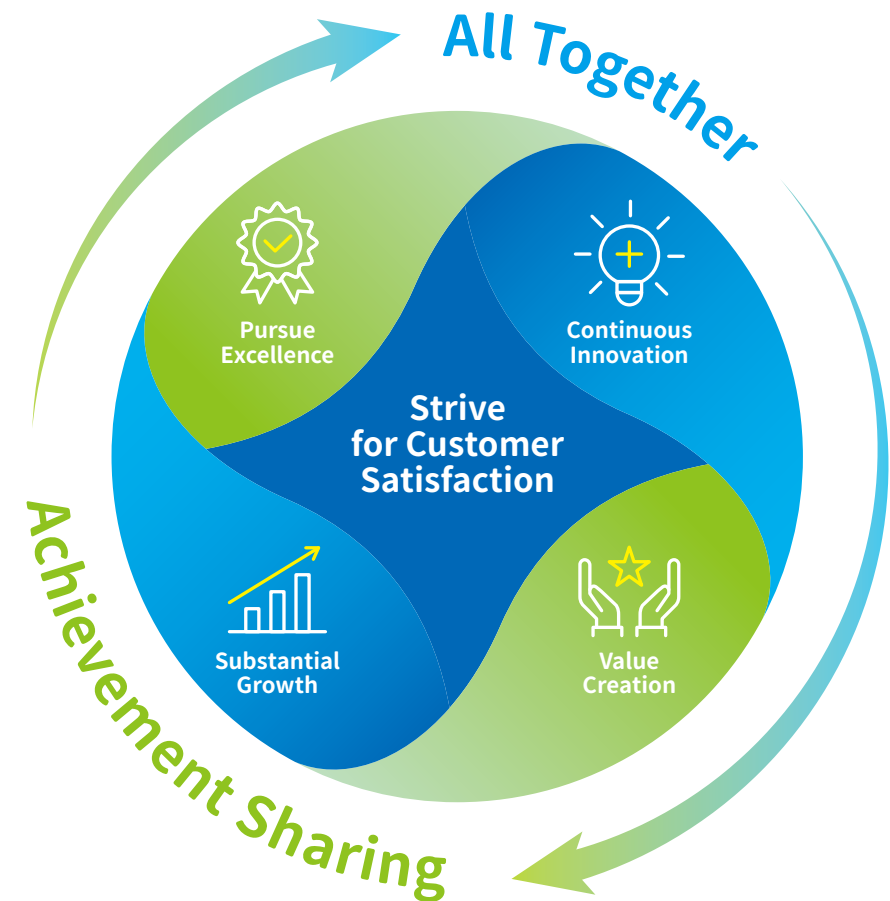 All Together
Pursue
Excellence
Continuous
Innovation
Strive
for Customer
Satisfaction
Substantial
Growth
Value
Creation
Achievement Sharing